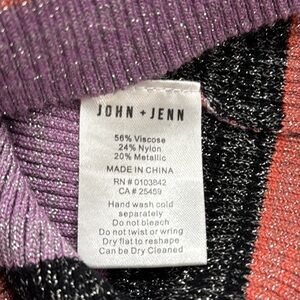 JOHN + JENN
56% Viscose
24% Nylon
20% Metallic
MADE IN CHINA
RN # 0103842
CA # 25459
Hand wash cold
separately
Do not bleach
Do not twist or wring
Dry flat to reshape
Can be Dry Cleaned